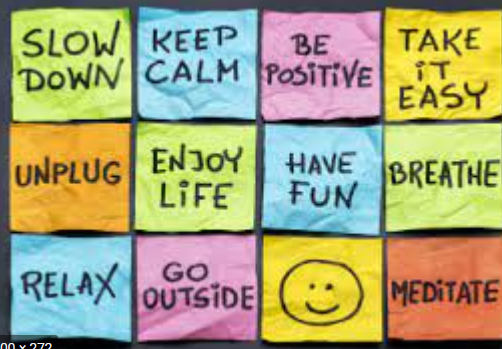 SLOW
DOWN
KEEP
CALM
BE
POSITIVE
TAKE
IT
EASY
UNPLUG
ENJOY
LIFE
HAVE
FUN
BREATHE
RELAX
GO
OUTSIDE
MEDITATE